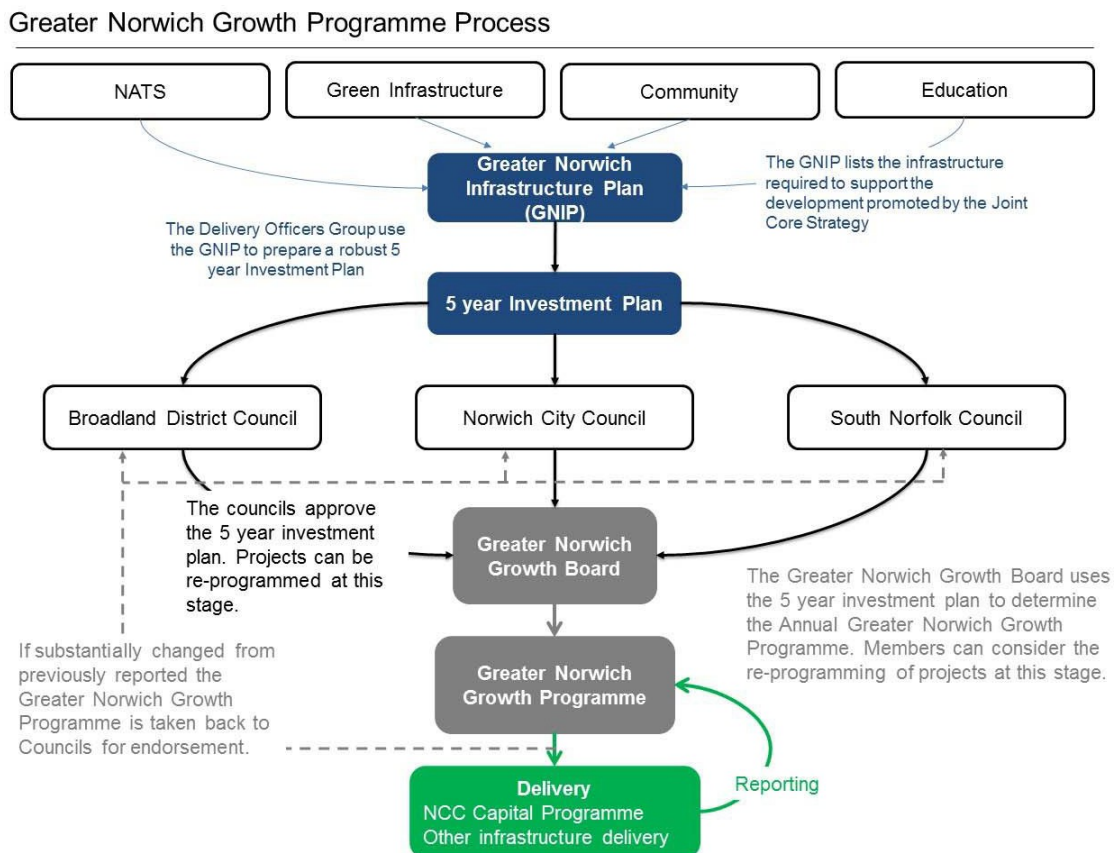 Greater Norwich Growth Programme Process
NATS
Green Infrastructure
Community
Education
Greater Norwich
Infrastructure Plan
(GNIP)
The GNIP lists the infrastructure
required to support the
development promoted by the Joint
Core Strategy
The Delivery Officers Group use
the GNIP to prepare a robust 5
year Investment Plan
5 year Investment Plan
Broadland District Council
Norwich City Council
South Norfolk Council
The councils approve
the 5 year investment
plan. Projects can be
re-programmed at this
stage.
Greater Norwich
Growth Board
The Greater Norwich Growth Board uses
the 5 year investment plan to determine
the Annual Greater Norwich Growth
Programme. Members can consider the
re-programming of projects at this stage.
If substantially changed from
previously reported the
Greater Norwich Growth
Programme is taken back to
Councils for endorsement.
Greater Norwich
Growth Programme
Reporting
Delivery
NCC Capital Programme
Other infrastructure delivery